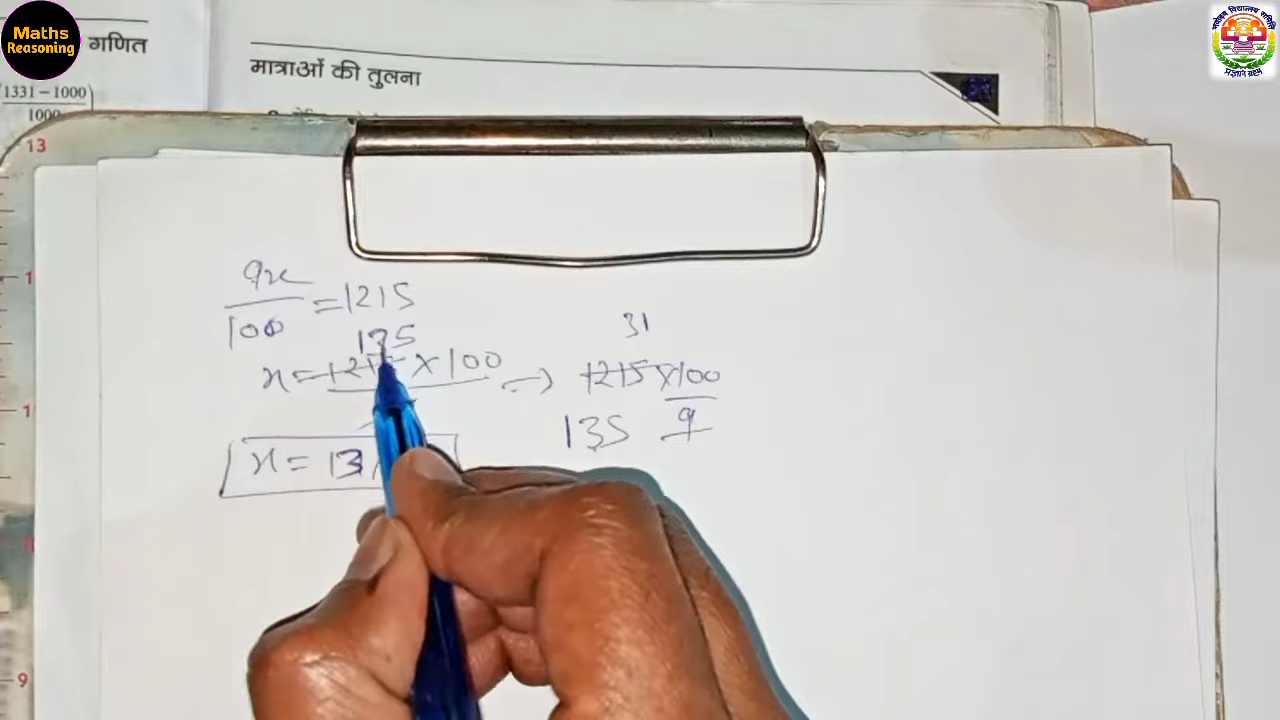 Maths
Reasoning
गणित
मात्राओं की तुलना
1331 - 1000
1000
13
9x
100
= 1215
135
31
x = 1215 × 100
→ 1215 × 100
9
135
x = 13
9